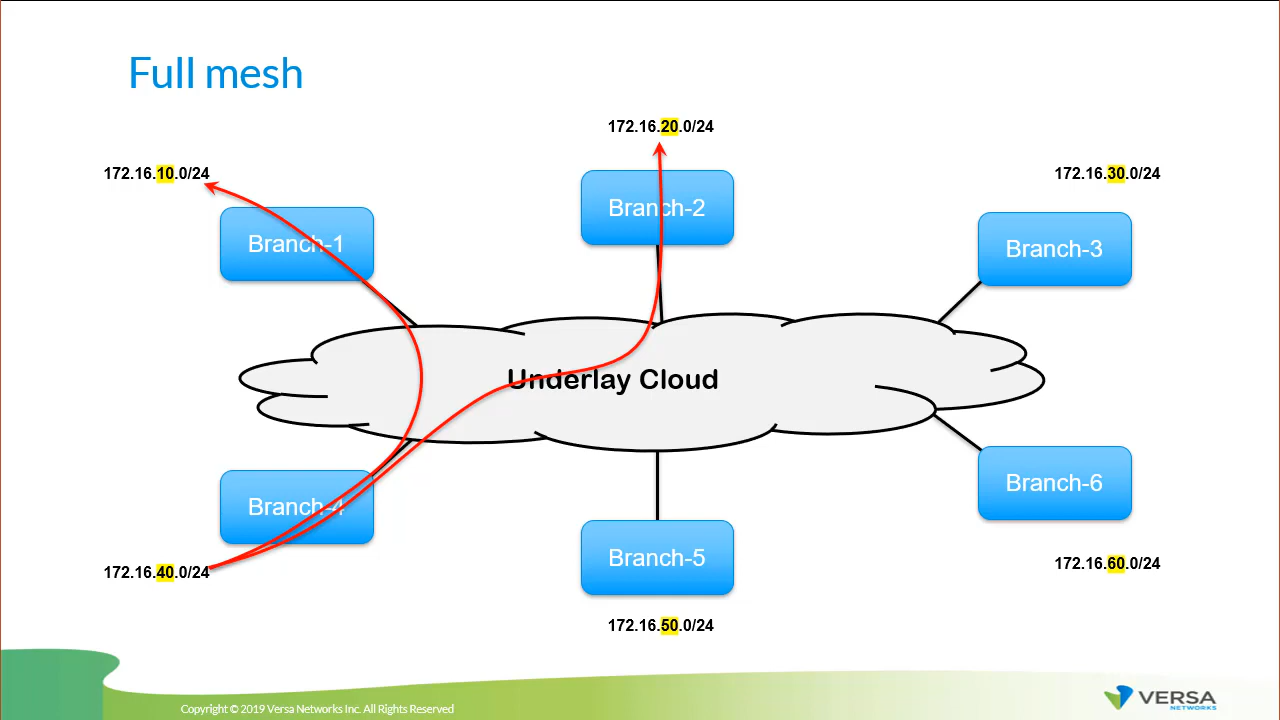 Full mesh
172.16.20.0/24
172.16.10.0/24
172.16.30.0/24
Branch-2
Branch-1
Branch-3
Underlay Cloud
Branch-6
Branch-4
Branch-5
172.16.60.0/24
172.16.40.0/24
172.16.50.0/24
Copyright © 2019 Versa Networks Inc. All Rights Reserved
VERSA
NETWORKS